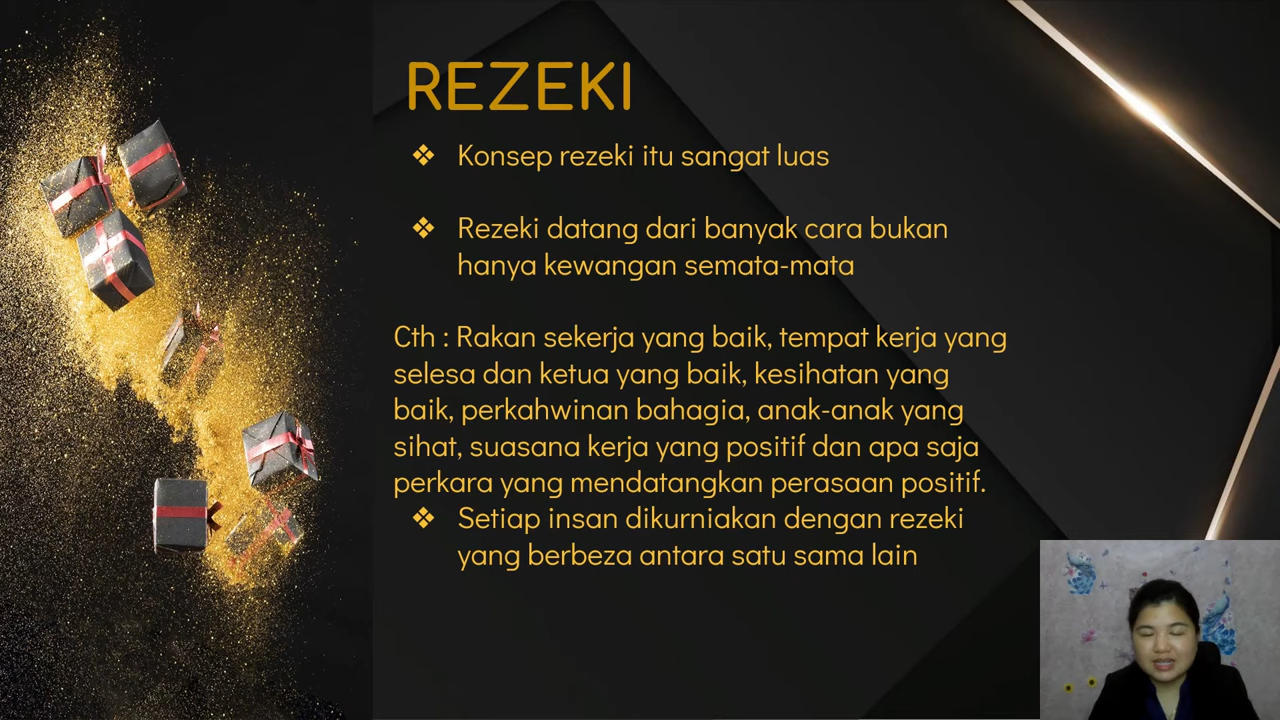 REZEKI
❖ Konsep rezeki itu sangat luas
❖ Rezeki datang dari banyak cara bukan
hanya kewangan semata-mata
Cth : Rakan sekerja yang baik, tempat kerja yang
selesa dan ketua yang baik, kesihatan yang
baik, perkahwinan bahagia, anak-anak yang
sihat, suasana kerja yang positif dan apa saja
perkara yang mendatangkan perasaan positif.
❖ Setiap insan dikurniakan dengan rezeki
yang berbeza antara satu sama lain